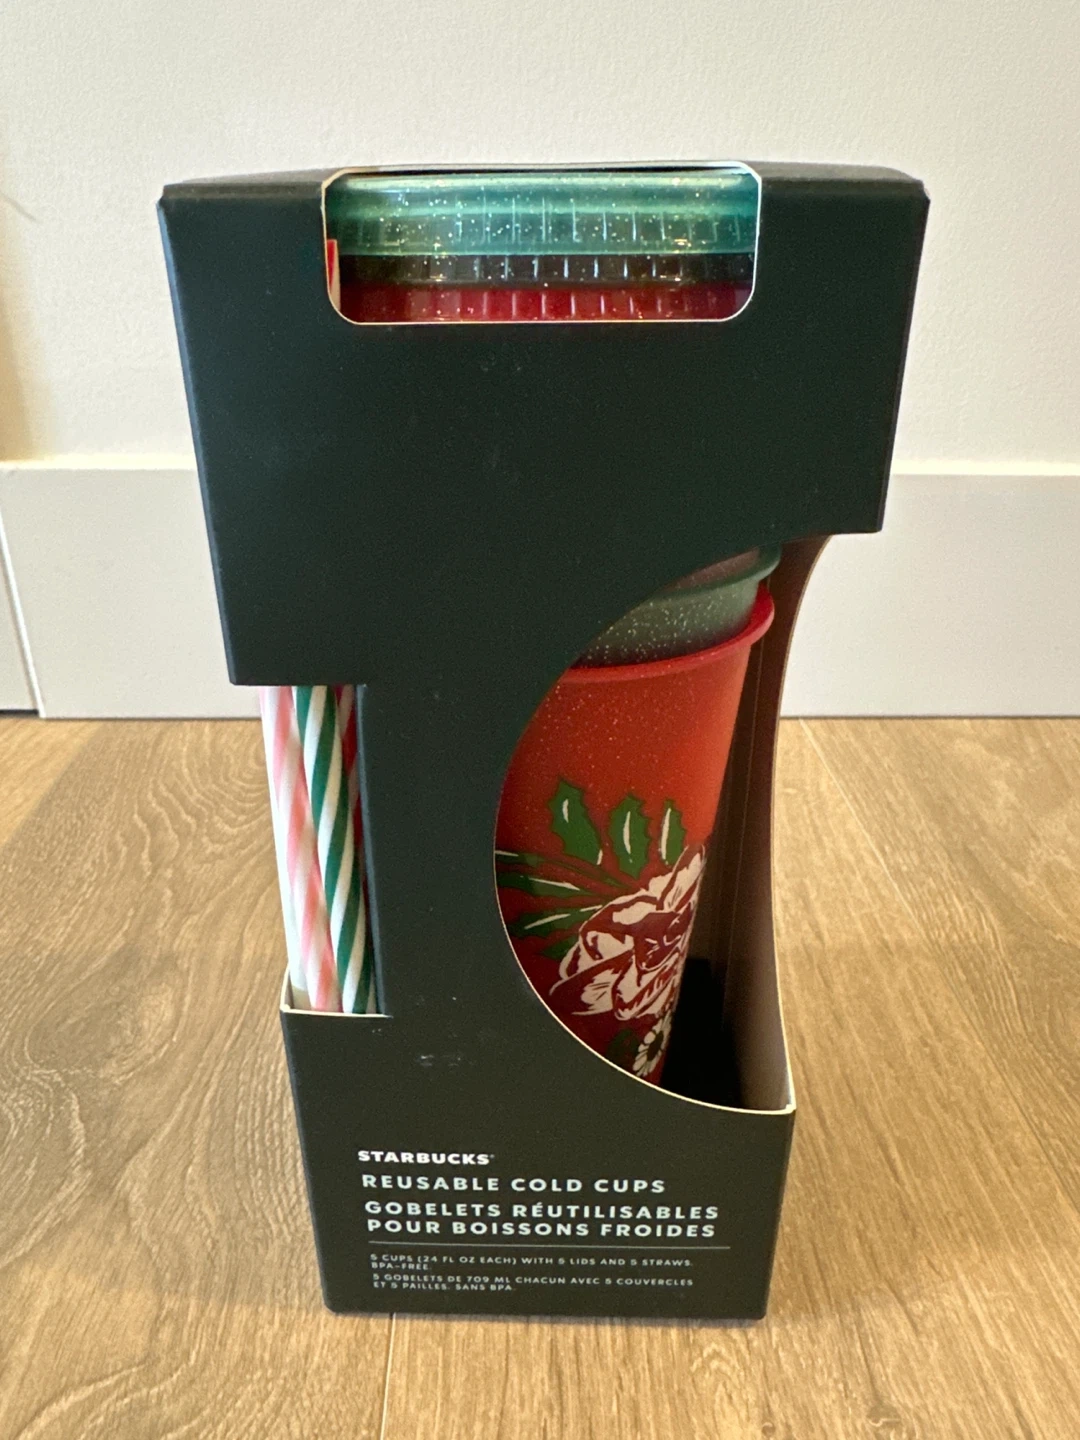 STARBUCKS®
REUSABLE COLD CUPS
GOBELETS RÉUTILISABLES
POUR BOISSONS FROIDES
5 CUPS (24 FL OZ EACH) WITH 5 LIDS AND 5 STRAWS.
BPA-FREE.
5 GOBELETS DE 709 ML CHACUN AVEC 5 COUVERCLES
ET 5 PAILLES. SANS BPA.